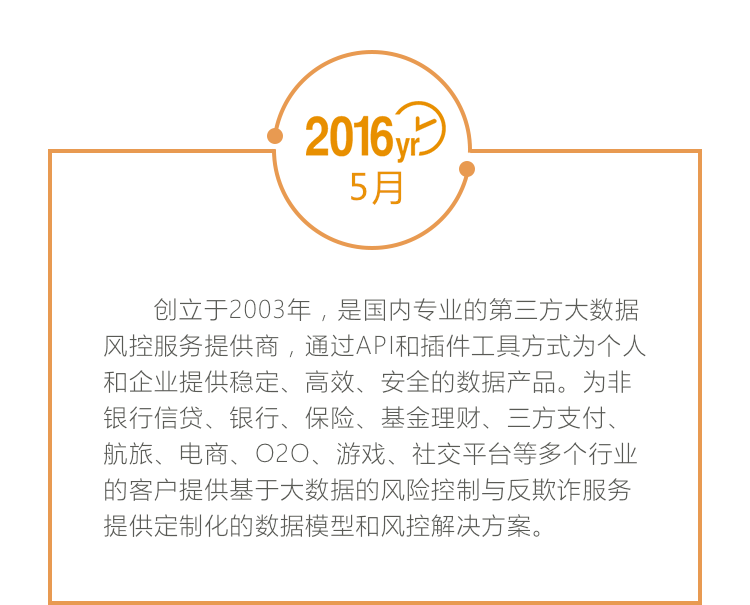 2016yr
5月
创立于2003年，是国内专业的第三方大数据
风控服务提供商，通过API和插件工具方式为个人
和企业提供稳定、高效、安全的数据产品。为非
银行信贷、银行、保险、基金理财、三方支付、
航旅、电商、O2O、游戏、社交平台等多个行业
的客户提供基于大数据的风险控制与反欺诈服务
提供定制化的数据模型和风控解决方案。